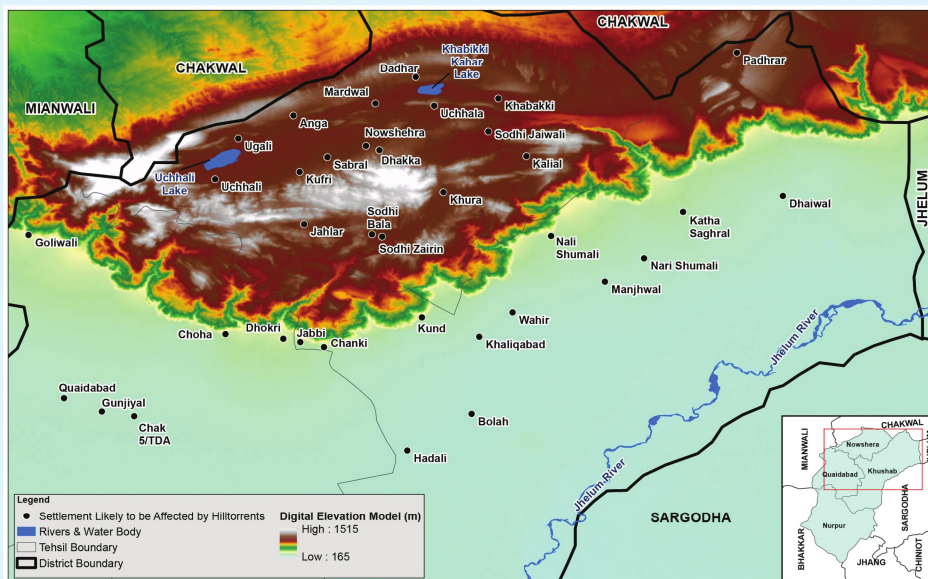 CHAKWAL
Khabikki
Kahar
Lake
Padhrar
CHAKWAL
Dadhar
MIANWALI
Mardwal
Khabakki
Uchhala
Anga
Nowshehra
Sodhi Jaiwali
Ugali
Dhakka
Sabral
Kalial
Uchhali
Lake
Uchhali
Kufri
Khura
JHELUM
Dhaiwal
Katha
Saghral
Sodhi
Bala
Jahlar
Goliwali
Sodhi Zairin
Nali
Shumali
Nari Shumali
Manjhwal
Jhelum River
Wahir
Kund
Choha
Dhokri
Jabbi
Chanki
Khaliqabad
Quaidabad
Gunjiyal
Chak
5/TDA
Bolah
Hadali
Jhelum River
SARGODHA
Legend
Settlement Likely to be Affected by Hilltorrents
Rivers & Water Body
Tehsil Boundary
District Boundary
Digital Elevation Model (m)
High : 1515
Low : 165
CHAKWAL
MIANWALI
Nowshera
Quaidabad
Khushab
SARGODHA
Nurpur
BHAKKAR
JHANG
CHINIOT